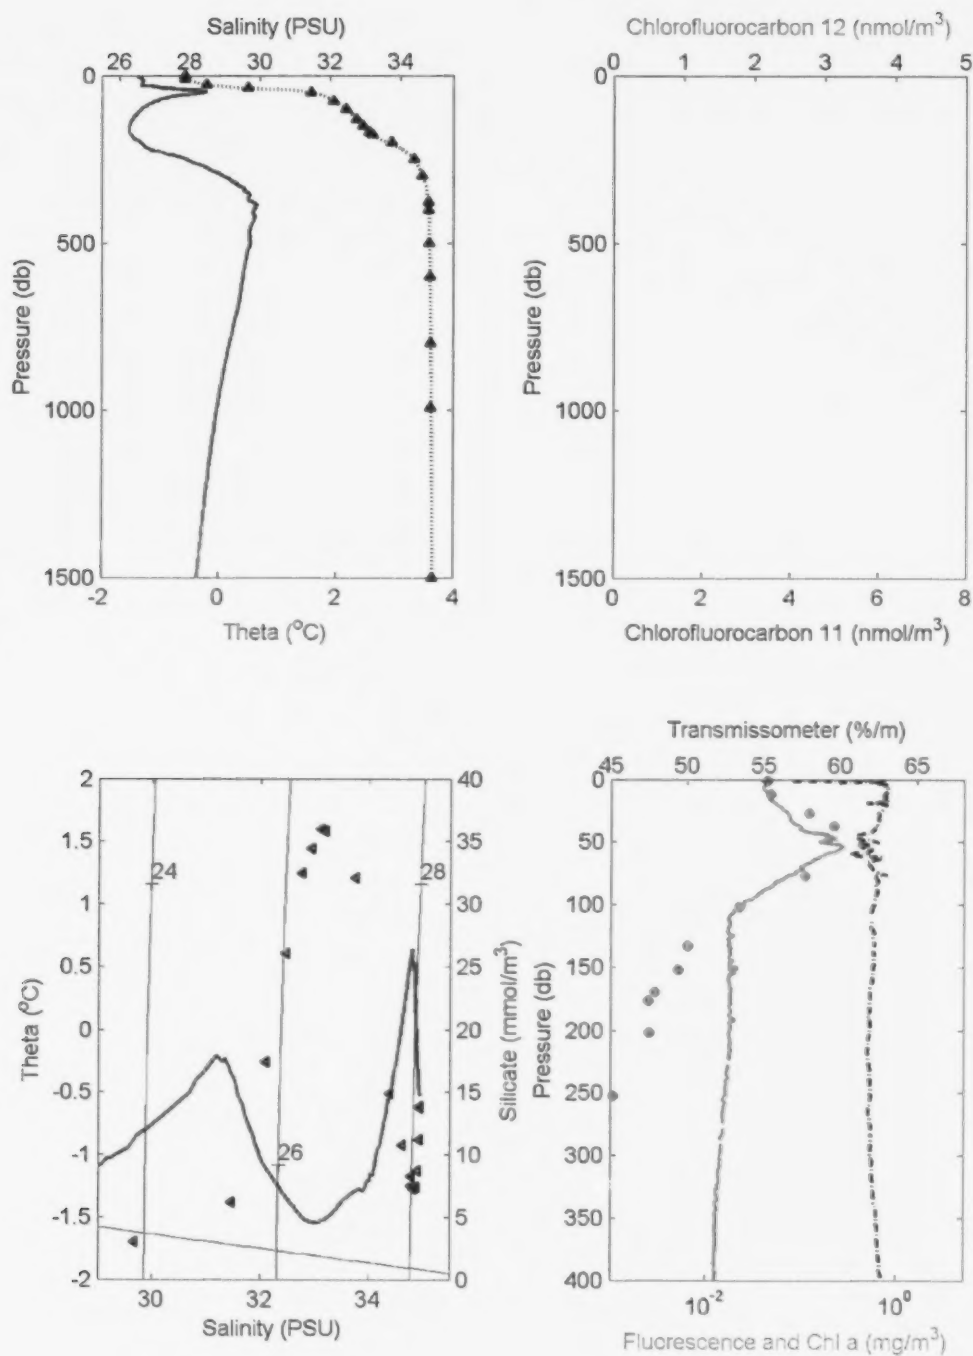 Salinity (PSU)
26 28 30 32 34
0
500
1000
1500
Pressure (db)
-2 0 2 4
Theta (°C)
Chlorofluorocarbon 12 (nmol/m³)
0 1 2 3 4 5
0
500
1000
1500
Pressure (db)
0 2 4 6 8
Chlorofluorocarbon 11 (nmol/m³)
2
1.5
1
0.5
0
-0.5
-1
-1.5
-2
Theta (°C)
24
26
28
40
35
30
25
20
15
10
5
0
Silicate (mmol/m³)
30 32 34
Salinity (PSU)
Transmissometer (%/m)
45 50 55 60 65
0
50
100
150
200
250
300
350
400
Pressure (db)
10⁻² 10⁰
Fluorescence and Chl a (mg/m³)